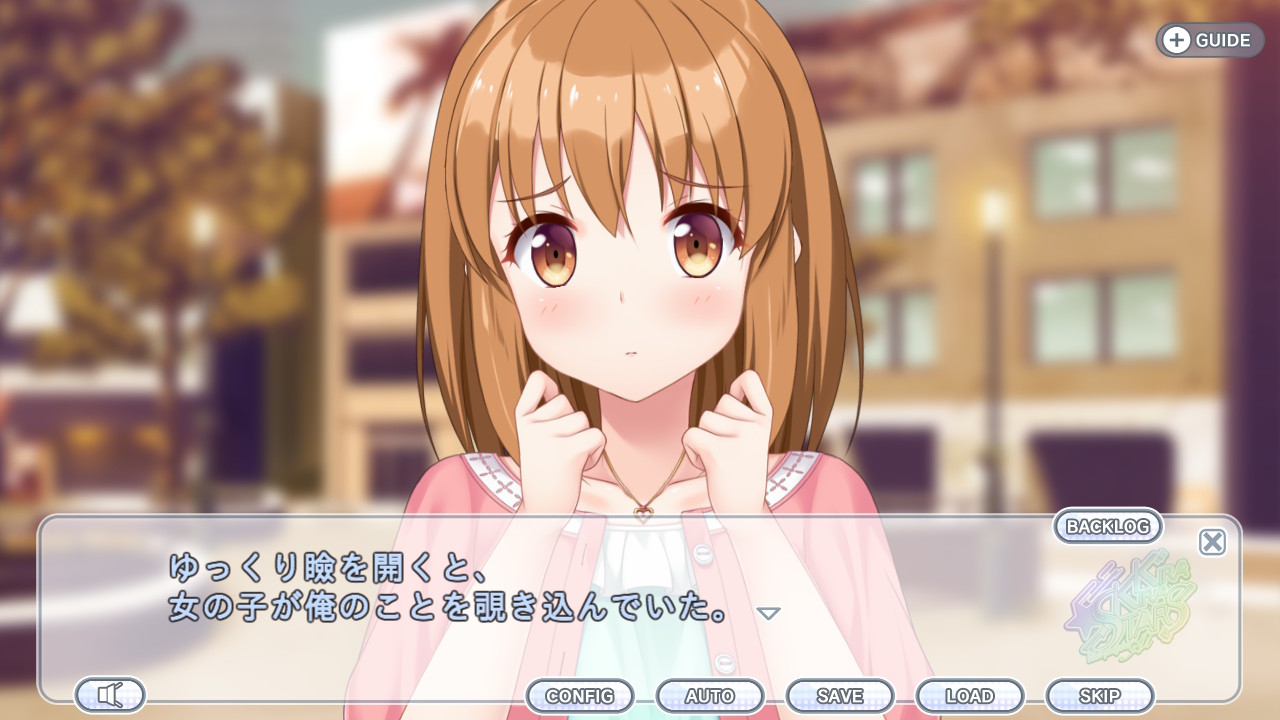 GUIDE
BACKLOG
ゆっくり瞼を開くと、
女の子が俺のことを覗き込んでいた。
CONFIG
AUTO
SAVE
LOAD
SKIP